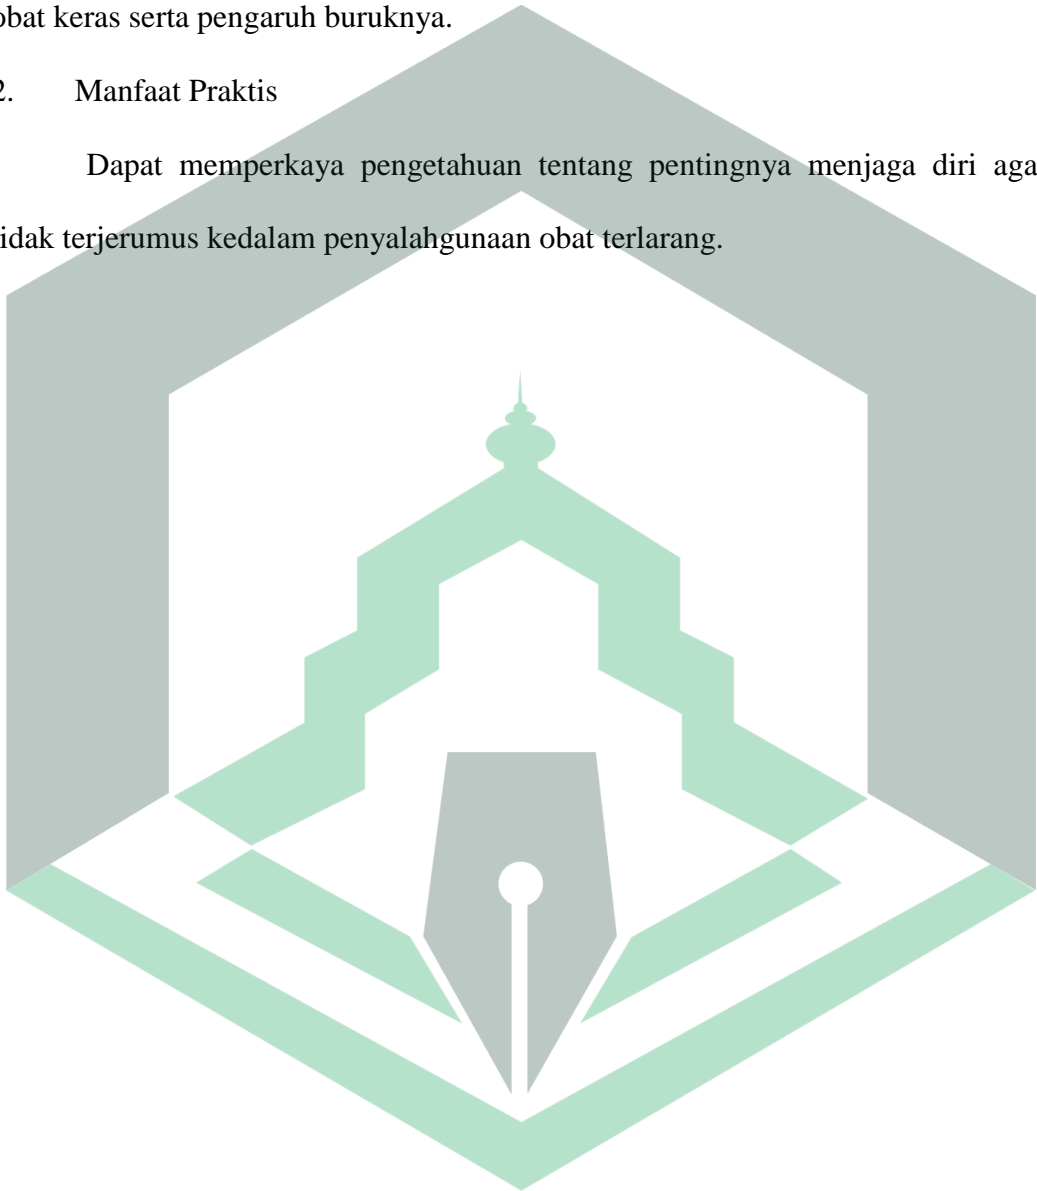 obat keras serta pengaruh buruknya.
2. Manfaat Praktis
Dapat memperkaya pengetahuan tentang pentingnya menjaga diri aga
idak terjerumus kedalam penyalahgunaan obat terlarang.